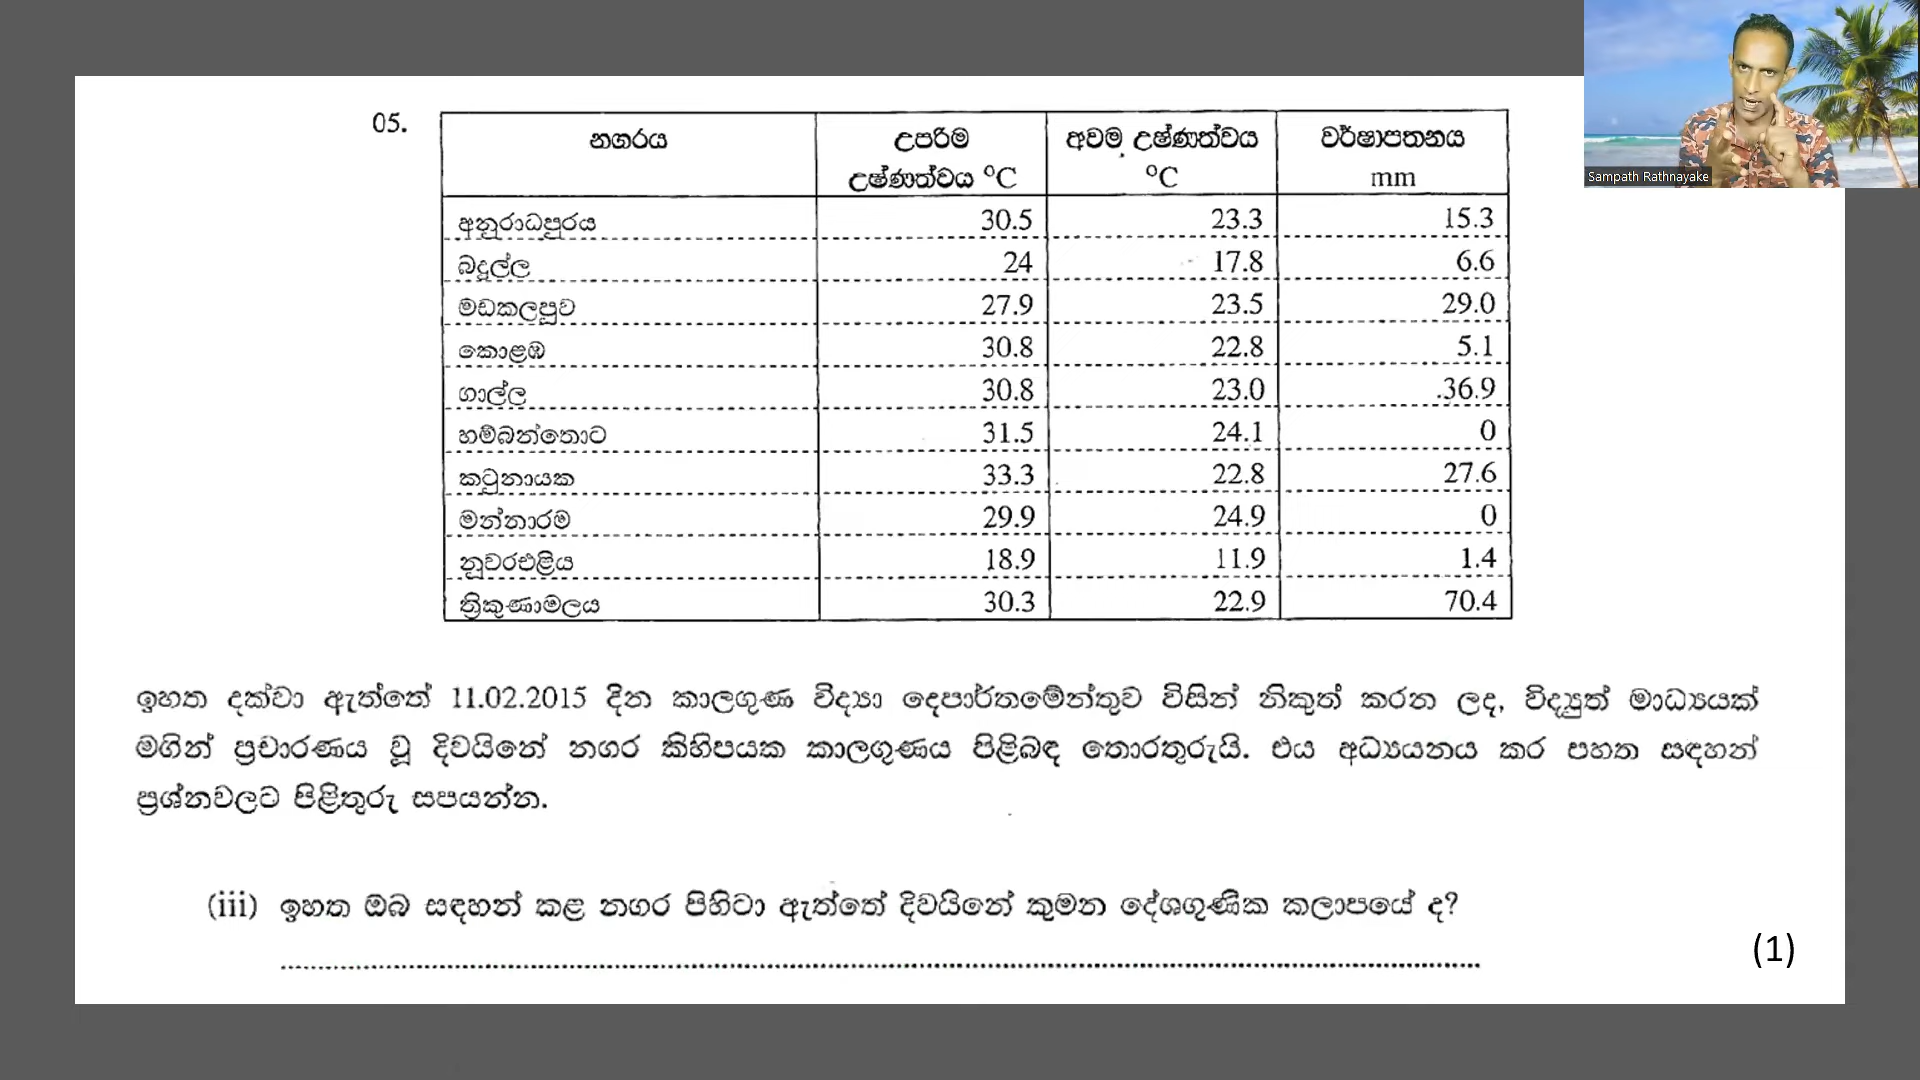 Sampath Rathnayake
05.
නගරය උපරිම උෂ්ණත්වය °C අවම උෂ්ණත්වය °C වර්ෂාපතනය mm
අනුරාධපුරය 30.5 23.3 15.3
බදුල්ල 24 17.8 6.6
මඩකලපුව 27.9 23.5 29.0
කොළඹ 30.8 22.8 5.1
ගාල්ල 30.8 23.0 36.9
හම්බන්තොට 31.5 24.1 0
කටුනායක 33.3 22.8 27.6
මන්නාරම 29.9 24.9 0
නුවරඑළිය 18.9 11.9 1.4
ත්‍රිකුණාමලය 30.3 22.9 70.4
ඉහත දක්වා ඇත්තේ 11.02.2015 දින කාලගුණ විද්‍යා දෙපාර්තමේන්තුව විසින් නිකුත් කරන ලද, විද්‍යුත් මාධ්‍යයක්
මගින් ප්‍රචාරණය වූ දිවයිනේ නගර කිහිපයක කාලගුණය පිළිබඳ තොරතුරුයි. එය අධ්‍යයනය කර පහත සඳහන්
ප්‍රශ්නවලට පිළිතුරු සපයන්න.
(iii) ඉහත ඔබ සඳහන් කළ නගර පිහිටා ඇත්තේ දිවයිනේ කුමන දේශගුණික කලාපයේ ද?
(1)